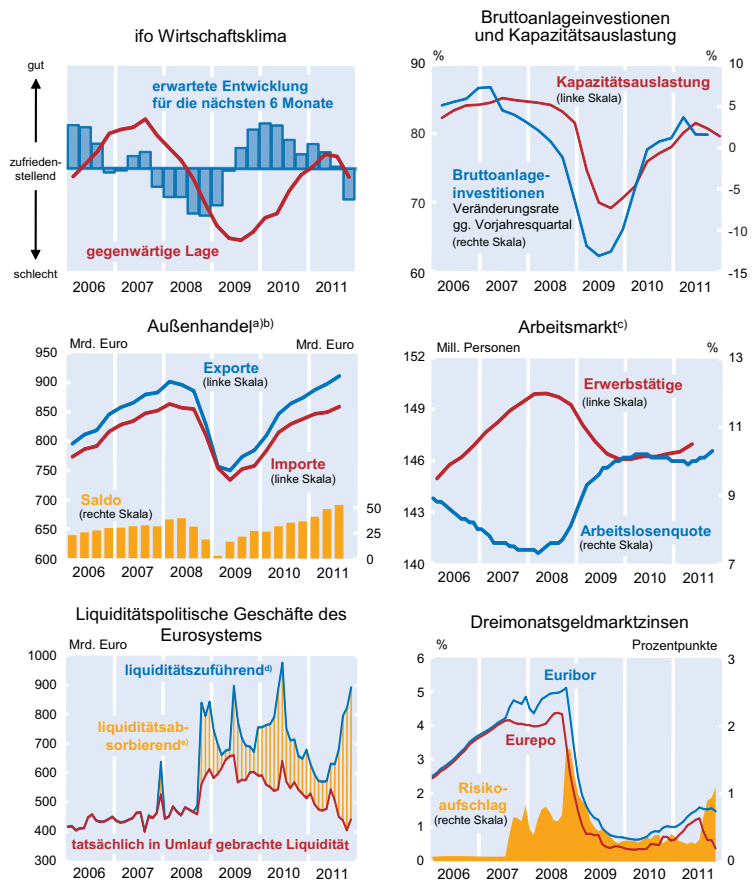 ifo Wirtschaftsklima
gut
zufrieden-
stellend
schlecht
erwartete Entwicklung
für die nächsten 6 Monate
gegenwärtige Lage
2006 2007 2008 2009 2010 2011
Bruttoanlageinvestionen
und Kapazitätsauslastung
% %
90
80
70
60
10
5
0
-5
-10
-15
Kapazitätsauslastung
(linke Skala)
Bruttoanlage-
investitionen
Veränderungsrate
gg. Vorjahresquartal
(rechte Skala)
2006 2007 2008 2009 2010 2011
Außenhandel a)b)
Mrd. Euro Mrd. Euro
950
900
850
800
750
700
650
600
50
25
0
Exporte
(linke Skala)
Importe
(linke Skala)
Saldo
(rechte Skala)
2006 2007 2008 2009 2010 2011
Arbeitsmarkt c)
Mill. Personen %
152
149
146
143
140
13
11
9
7
Erwerbstätige
(linke Skala)
Arbeitslosenquote
(rechte Skala)
2006 2007 2008 2009 2010 2011
Liquiditätspolitische Geschäfte des
Eurosystems
Mrd. Euro
1000
900
800
700
600
500
400
300
liquiditätszuführend d)
liquiditätsab-
sorbierend e)
tatsächlich in Umlauf gebrachte Liquidität
2006 2007 2008 2009 2010 2011
Dreimonatsgeldmarktzinsen
% Prozentpunkte
6
5
4
3
2
1
0
3
2
1
0
Euribor
Eurepo
Risiko-
aufschlag
(rechte Skala)
2006 2007 2008 2009 2010 2011